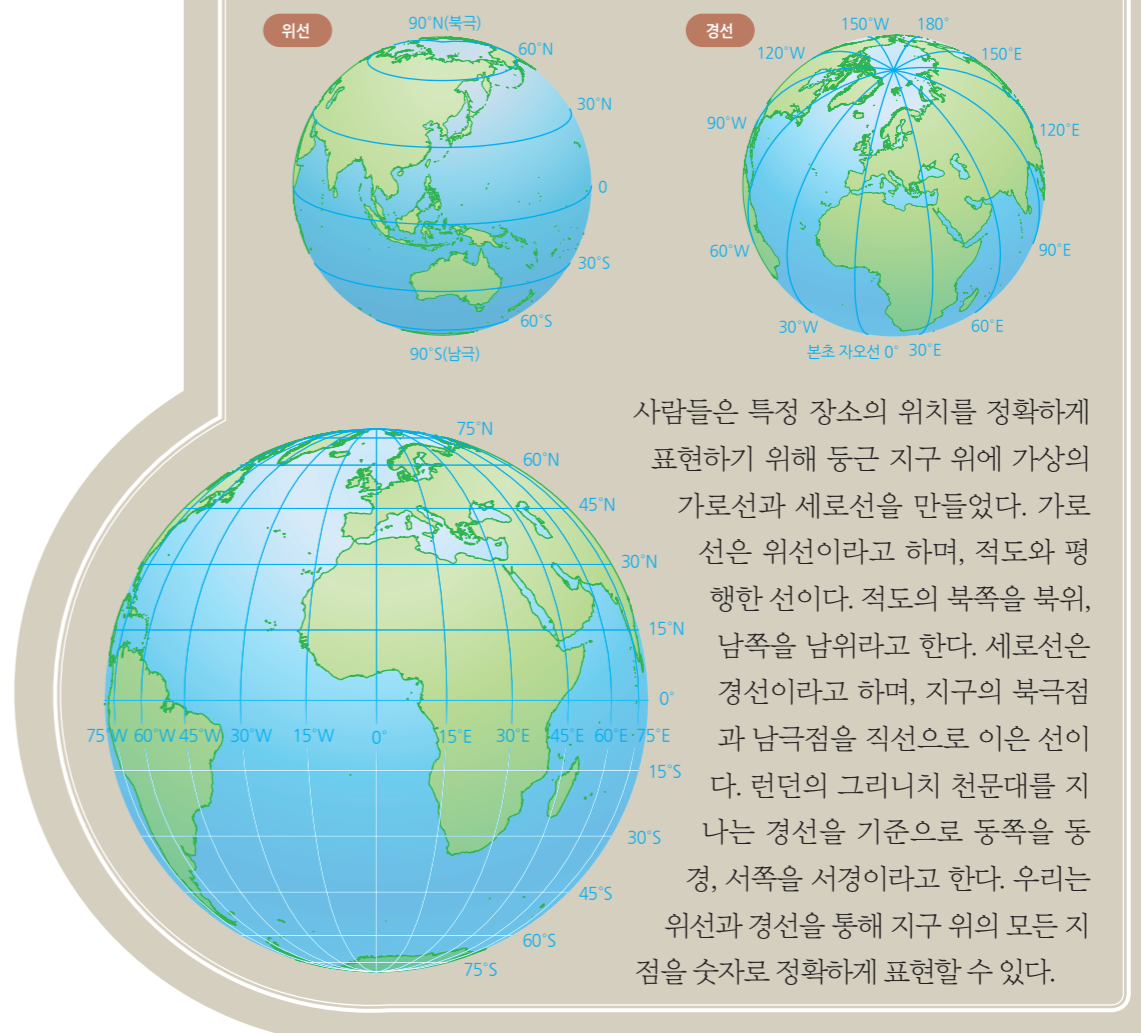 위선
90°N(북극)
60°N
30°N
0
30°S
60°S
90°S(남극)
경선
150°W 180°
120°W 150°E
90°W 120°E
60°W 90°E
30°W 60°E
본초 자오선 0° 30°E
75°N
60°N
45°N
30°N
15°N
0°
75°W 60°W 45°W 30°W 15°W 0° 15°E 30°E 45°E 60°E 75°E
15°S
30°S
45°S
60°S
75°S
사람들은 특정 장소의 위치를 정확하게
표현하기 위해 둥근 지구 위에 가상의
가로선과 세로선을 만들었다. 가로
선은 위선이라고 하며, 적도와 평
행한 선이다. 적도의 북쪽을 북위,
남쪽을 남위라고 한다. 세로선은
경선이라고 하며, 지구의 북극점
과 남극점을 직선으로 이은 선이
다. 런던의 그리니치 천문대를 지
나는 경선을 기준으로 동쪽을 동
경, 서쪽을 서경이라고 한다. 우리는
위선과 경선을 통해 지구 위의 모든 지
점을 숫자로 정확하게 표현할 수 있다.